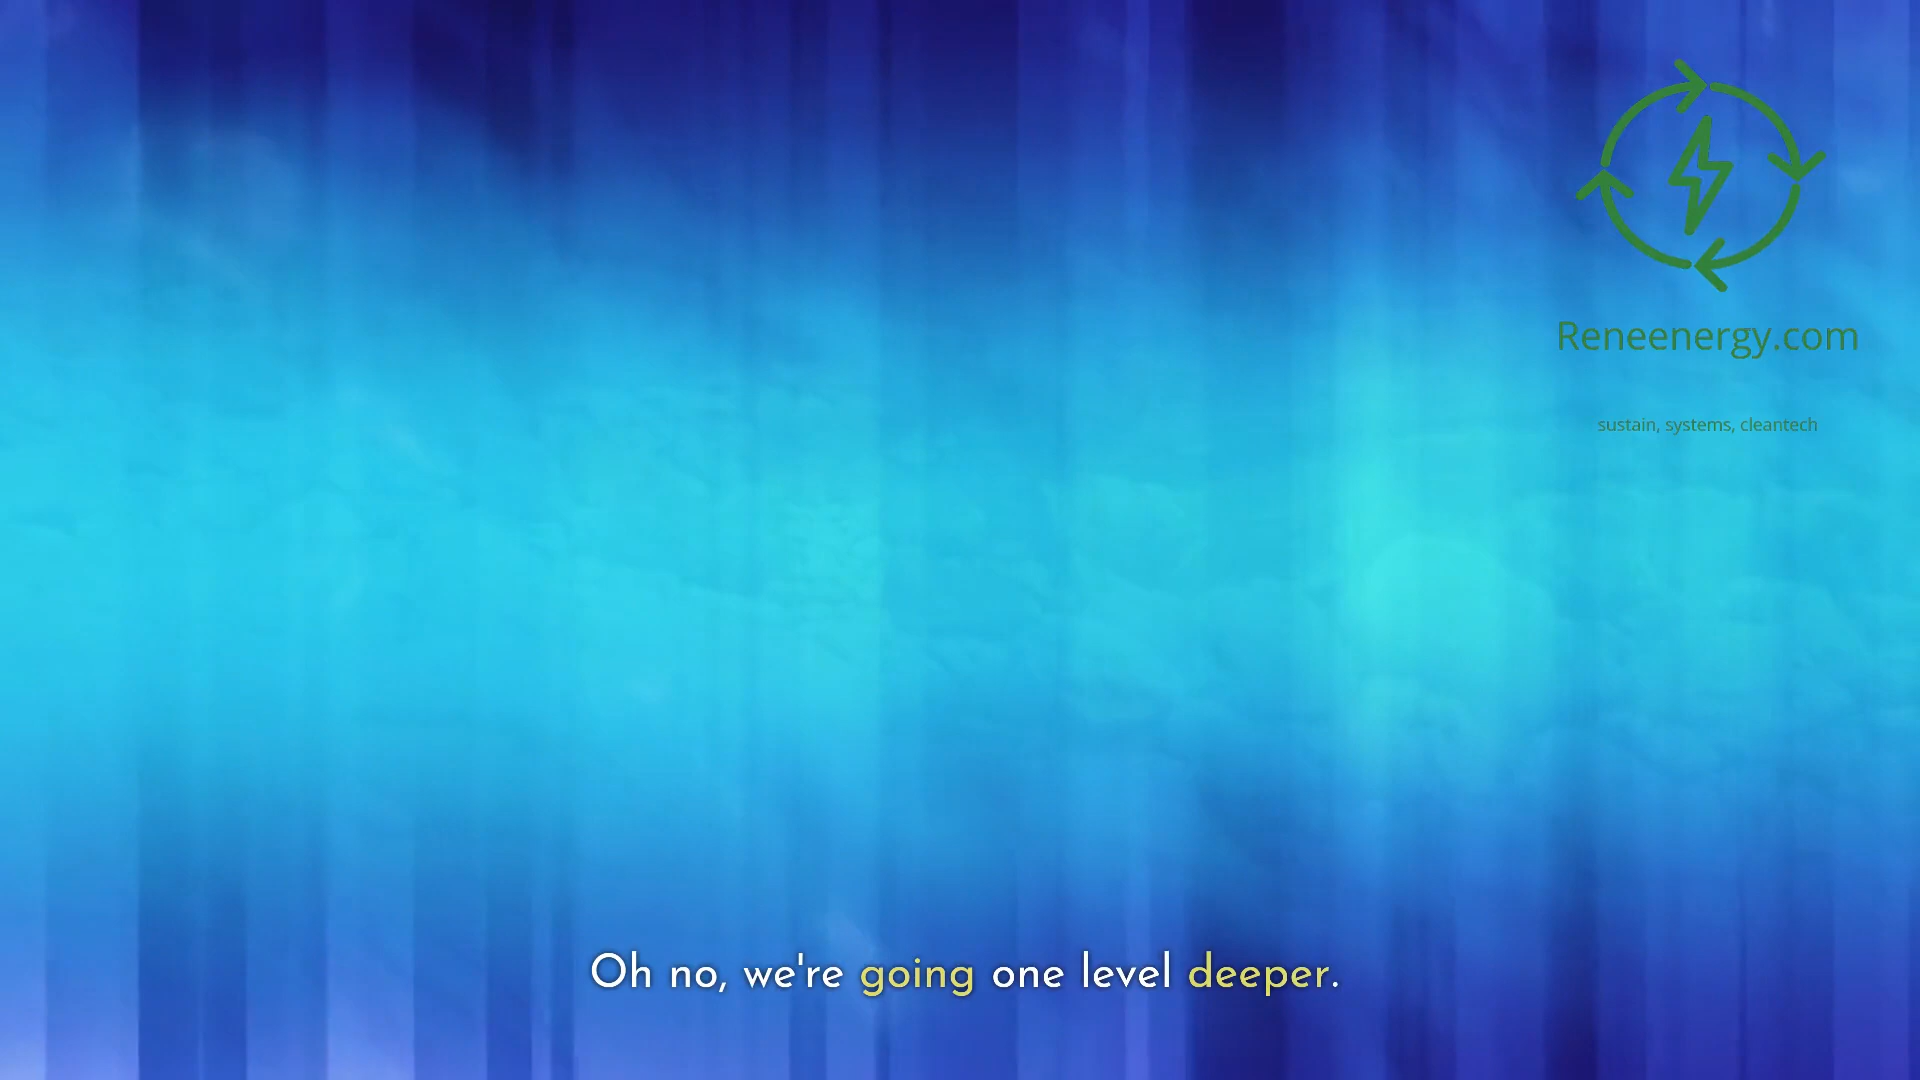 Reneenergy.com
sustain, systems, cleantech
Oh no, we're going one level deeper.